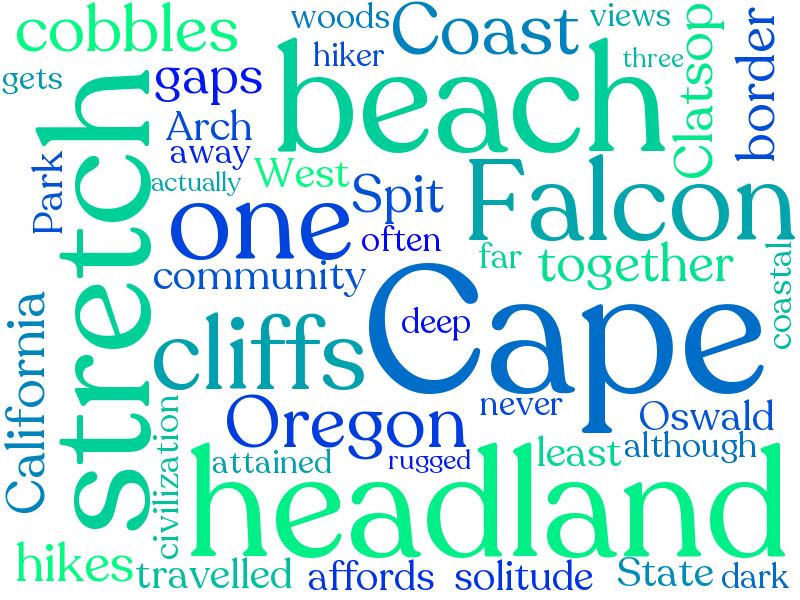 cobbles
woods
Coast
views
hiker
three
gets
gaps
beach
Clatsop
border
stretch
Arch
away
Park
actually
West
Spit
Falcon
one
often
far
together
community
coastal
Cape
deep
California
cliffs
never
Oregon
Oswald
civilization
although
least
attained
rugged
headland
hikes
travelled
affords
solitude
State
dark